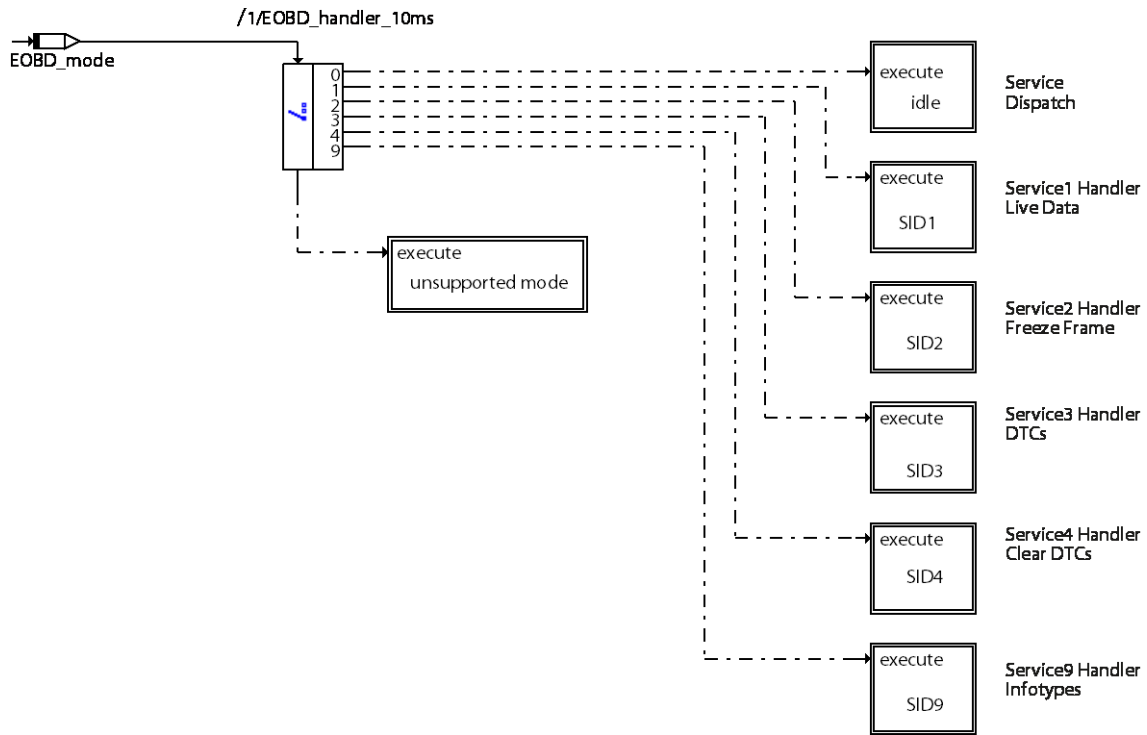 /1/EOBD_handler_10ms
EOBD_mode
0
1
2
3
4
9
execute
idle
Service
Dispatch
execute
SID1
Service1 Handler
Live Data
execute
unsupported mode
execute
SID2
Service2 Handler
Freeze Frame
execute
SID3
Service3 Handler
DTCs
execute
SID4
Service4 Handler
Clear DTCs
execute
SID9
Service9 Handler
Infotypes